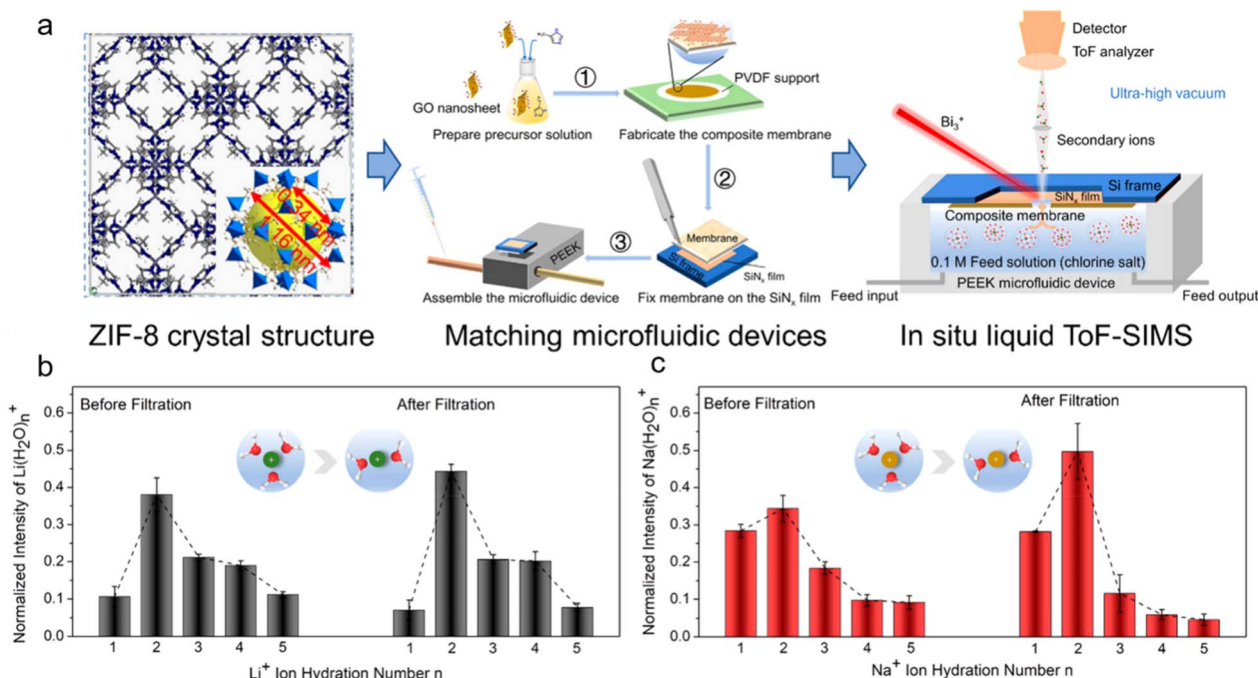 a
GO nanosheet
Prepare precursor solution
①
PVDF support
Fabricate the composite membrane
②
③
PEEK
Assemble the microfluidic device
Membrane
Si frame
SiNₓ film
Fix membrane on the SiNₓ film
0.34 nm
1.16 nm
Detector
ToF analyzer
Ultra-high vacuum
Bi₃⁺
Secondary ions
Si frame
SiNₓ film
Composite membrane
0.1 M Feed solution (chlorine salt)
PEEK microfluidic device
Feed input
Feed output
ZIF-8 crystal structure
Matching microfluidic devices
In situ liquid ToF-SIMS
b
Normalized Intensity of Li(H₂O)n⁺
0.6
0.5
0.4
0.3
0.2
0.1
0.0
Before Filtration
After Filtration
+
+
1 2 3 4 5
1 2 3 4 5
Li⁺ Ion Hydration Number n
c
Normalized Intensity of Na(H₂O)n⁺
0.6
0.5
0.4
0.3
0.2
0.1
0.0
Before Filtration
After Filtration
+
+
1 2 3 4 5
1 2 3 4 5
Na⁺ Ion Hydration Number n